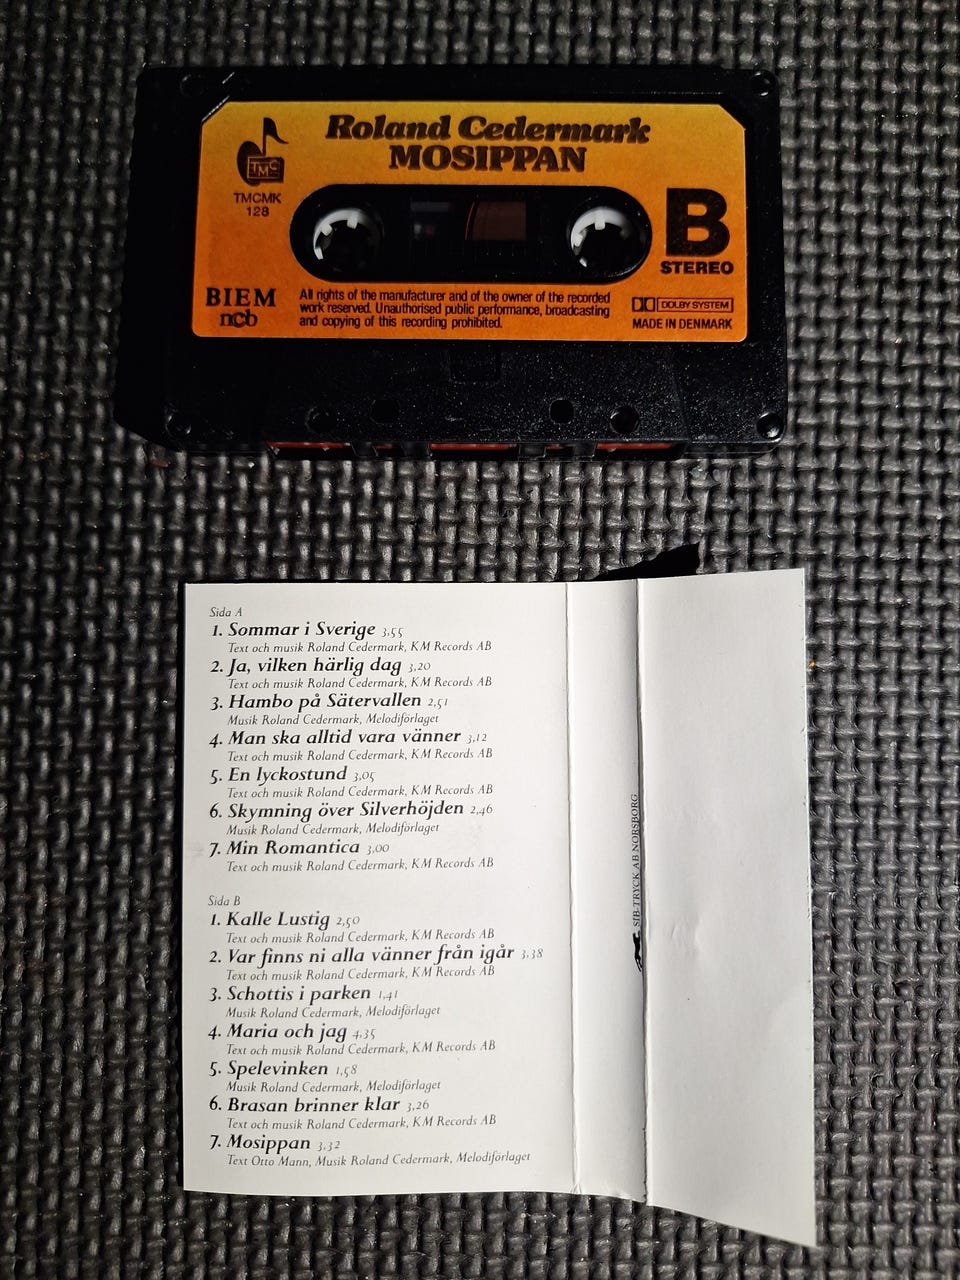 Roland Cedermark
MOSIPPAN
TMC
TMCMK
128
B
STEREO
BIEM
ncb
All rights of the manufacturer and of the owner of the recorded
work reserved. Unauthorised public performance, broadcasting
and copying of this recording prohibited.
DOLBY SYSTEM
MADE IN DENMARK
Sida A
1. Sommar i Sverige 3,55
Text och musik Roland Cedermark, KM Records AB
2. Ja, vilken härlig dag 3,20
Text och musik Roland Cedermark, KM Records AB
3. Hambo på Sätervallen 2,51
Musik Roland Cedermark, Melodiförlaget
4. Man ska alltid vara vänner 3,12
Text och musik Roland Cedermark, KM Records AB
5. En lyckostund 3,05
Text och musik Roland Cedermark, KM Records AB
6. Skymning över Silverhöjden 2,46
Musik Roland Cedermark, Melodiförlaget
7. Min Romantica 3,00
Text och musik Roland Cedermark, KM Records AB
Sida B
1. Kalle Lustig 2,50
Text och musik Roland Cedermark, KM Records AB
2. Var finns ni alla vänner från igår 3,38
Text och musik Roland Cedermark, KM Records AB
3. Schottis i parken 1,41
Musik Roland Cedermark, Melodiförlaget
4. Maria och jag 4,35
Text och musik Roland Cedermark, KM Records AB
5. Spelevinken 1,58
Musik Roland Cedermark, Melodiförlaget
6. Brasan brinner klar 3,26
Text och musik Roland Cedermark, KM Records AB
7. Mosippan 3,32
Text Otto Mann, Musik Roland Cedermark, Melodiförlaget
SIB-TRYCK AB NORSBORG